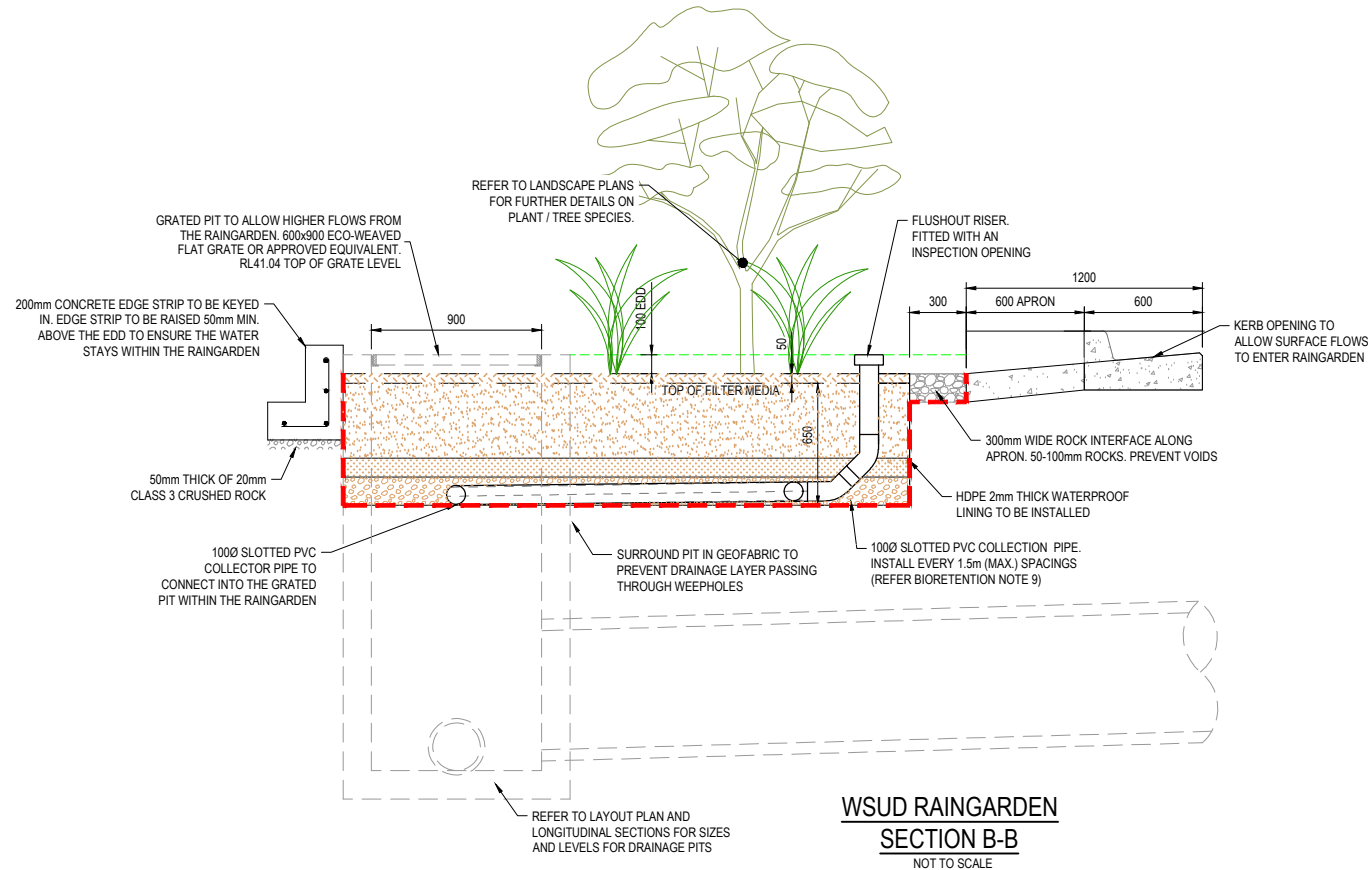 REFER TO LANDSCAPE PLANS
FOR FURTHER DETAILS ON
PLANT / TREE SPECIES.
GRATED PIT TO ALLOW HIGHER FLOWS FROM
THE RAINGARDEN. 600x900 ECO-WEAVED
FLAT GRATE OR APPROVED EQUIVALENT.
RL41.04 TOP OF GRATE LEVEL
FLUSHOUT RISER.
FITTED WITH AN
INSPECTION OPENING
200mm CONCRETE EDGE STRIP TO BE KEYED
IN. EDGE STRIP TO BE RAISED 50mm MIN.
ABOVE THE EDD TO ENSURE THE WATER
STAYS WITHIN THE RAINGARDEN
900
100 EDD
50
1200
300
600 APRON
600
KERB OPENING TO
ALLOW SURFACE FLOWS
TO ENTER RAINGARDEN
TOP OF FILTER MEDIA
650
50mm THICK OF 20mm
CLASS 3 CRUSHED ROCK
300mm WIDE ROCK INTERFACE ALONG
APRON. 50-100mm ROCKS. PREVENT VOIDS
HDPE 2mm THICK WATERPROOF
LINING TO BE INSTALLED
100Ø SLOTTED PVC
COLLECTOR PIPE TO
CONNECT INTO THE GRATED
PIT WITHIN THE RAINGARDEN
SURROUND PIT IN GEOFABRIC TO
PREVENT DRAINAGE LAYER PASSING
THROUGH WEEPHOLES
100Ø SLOTTED PVC COLLECTION PIPE.
INSTALL EVERY 1.5m (MAX.) SPACINGS
(REFER BIORETENTION NOTE 9)
REFER TO LAYOUT PLAN AND
LONGITUDINAL SECTIONS FOR SIZES
AND LEVELS FOR DRAINAGE PITS
WSUD RAINGARDEN
SECTION B-B
NOT TO SCALE